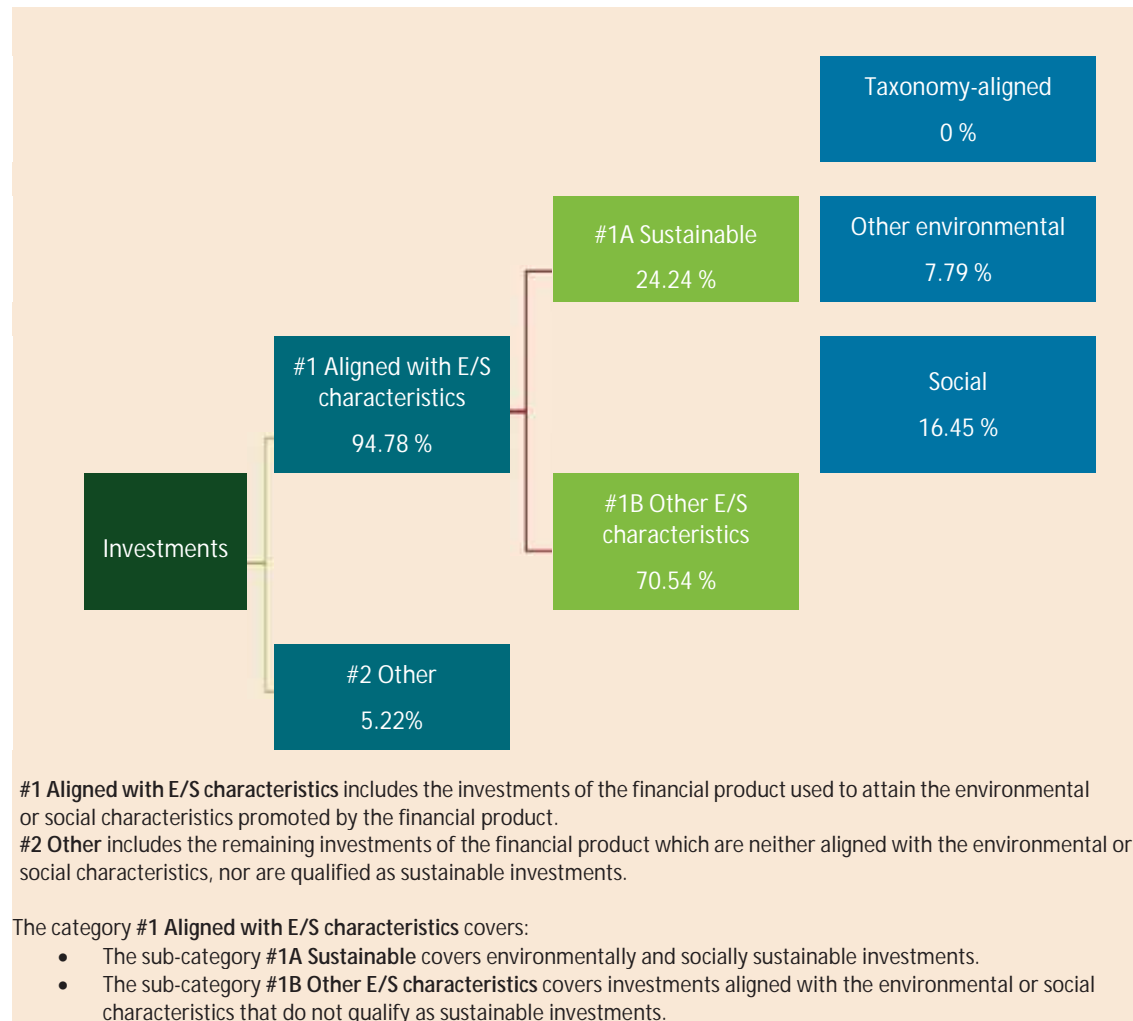 Taxonomy-aligned
0 %
#1A Sustainable
24.24 %
Other environmental
7.79 %
#1 Aligned with E/S
characteristics
94.78 %
Social
16.45 %
Investments
#1B Other E/S
characteristics
70.54 %
#2 Other
5.22%
#1 Aligned with E/S characteristics includes the investments of the financial product used to attain the environmental
or social characteristics promoted by the financial product.
#2 Other includes the remaining investments of the financial product which are neither aligned with the environmental or
social characteristics, nor are qualified as sustainable investments.
The category #1 Aligned with E/S characteristics covers:
• The sub-category #1A Sustainable covers environmentally and socially sustainable investments.
• The sub-category #1B Other E/S characteristics covers investments aligned with the environmental or social
characteristics that do not qualify as sustainable investments.